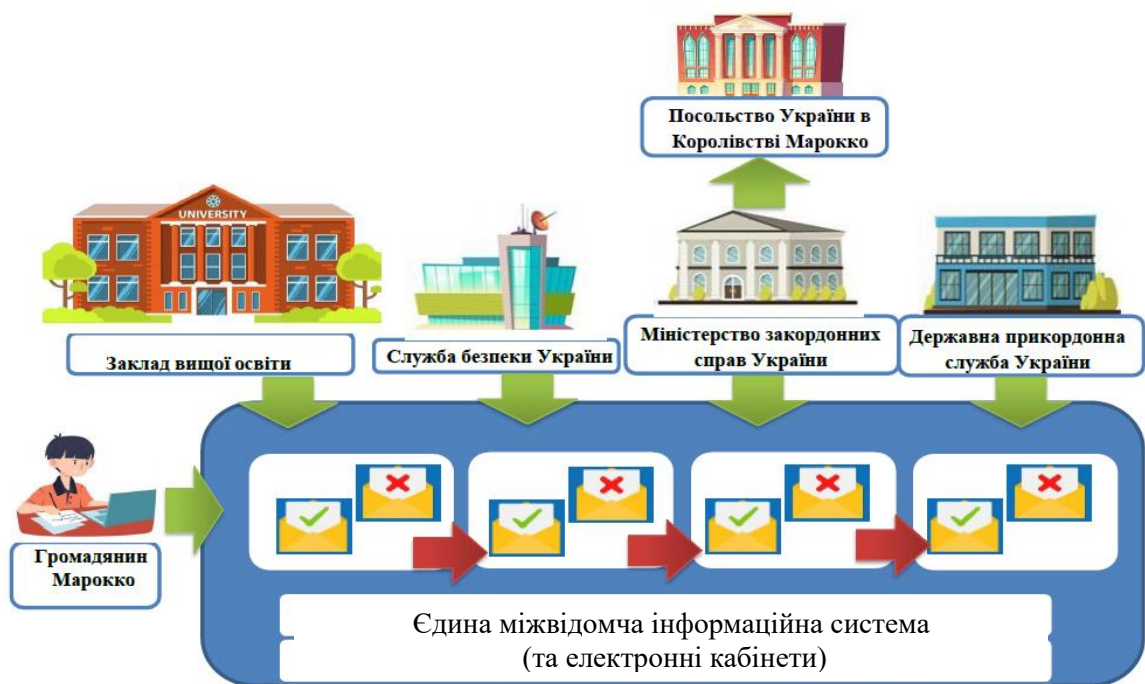 Посольство України в
Королівстві Марокко
UNIVERSITY
Заклад вищої освіти
Служба безпеки України
Міністерство закордонних
справ України
Державна прикордонна
служба України
Громадянин
Марокко
Єдина міжвідомча інформаційна система
(та електронні кабінети)